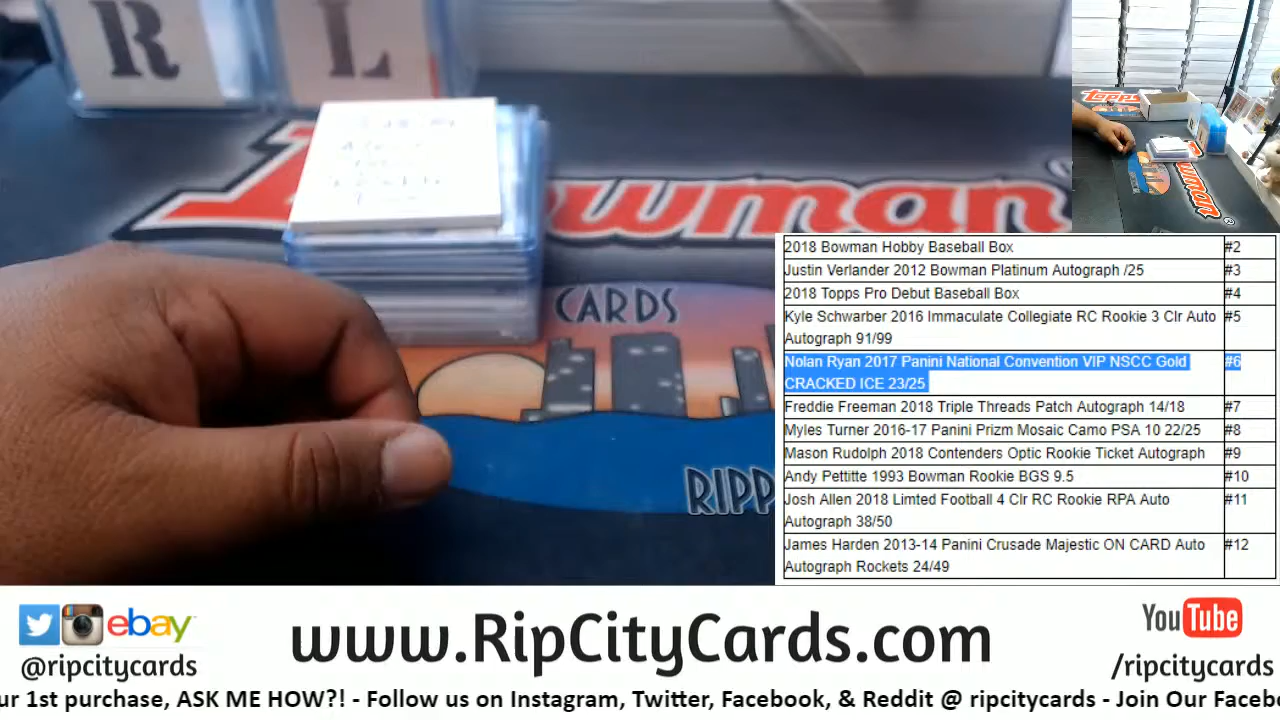 R L
Topps
Bowman
CARDS
RIPP
2018 Bowman Hobby Baseball Box #2
Justin Verlander 2012 Bowman Platinum Autograph /25 #3
2018 Topps Pro Debut Baseball Box #4
Kyle Schwarber 2016 Immaculate Collegiate RC Rookie 3 Clr Auto #5
Autograph 91/99
Nolan Ryan 2017 Panini National Convention VIP NSCC Gold #6
CRACKED ICE 23/25
Freddie Freeman 2018 Triple Threads Patch Autograph 14/18 #7
Myles Turner 2016-17 Panini Prizm Mosaic Camo PSA 10 22/25 #8
Mason Rudolph 2018 Contenders Optic Rookie Ticket Autograph #9
Andy Pettitte 1993 Bowman Rookie BGS 9.5 #10
Josh Allen 2018 Limted Football 4 Clr RC Rookie RPA Auto #11
Autograph 38/50
James Harden 2013-14 Panini Crusade Majestic ON CARD Auto #12
Autograph Rockets 24/49
ebay
@ripcitycards
www.RipCityCards.com
YouTube
/ripcitycards
ur 1st purchase, ASK ME HOW?! - Follow us on Instagram, Twitter, Facebook, & Reddit @ ripcitycards - Join Our Facebo